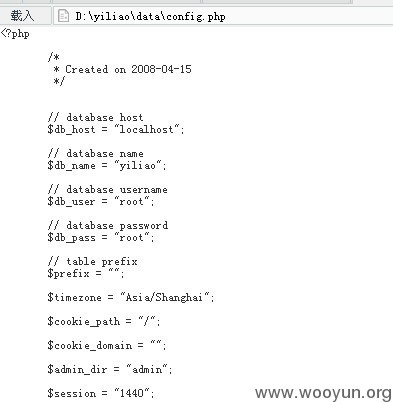 载入 D:\yiliao\data\config.php
<?php
/*
* Created on 2008-04-15
*/
// database host
$db_host = "localhost";
// database name
$db_name = "yiliao";
// database username
$db_user = "root";
// database password
$db_pass = "root";
// table prefix
$prefix = "";
$timezone = "Asia/Shanghai";
$cookie_path = "/";
$cookie_domain = "";
$admin_dir = "admin";
$session = "1440";
www.wooyun.org